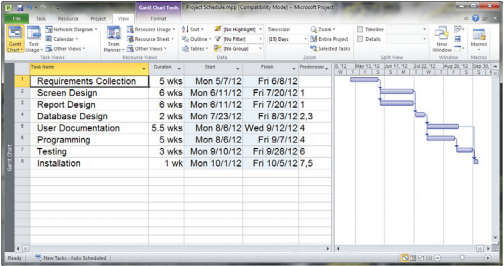 Gantt Chart Tools Project Schedule.mpp [Compatibility Mode] - Microsoft Project
File Task Resource Project View Format
Gantt Chart Task Usage Network Diagram Calendar Other Views Team Planner Resource Usage Resource Sheet Other Views Sort Outline Tables [No Highlight] [No Filter] [No Group] Timescale: [15] Days Zoom Entire Project Selected Tasks Timeline Details New Window Macros
Task Views Resource Views Data Zoom Split View Window Macros
Task Name Duration Start Finish Predecessors
May 13, '12 Jun 17, '12 Jul 22, '12 Aug 26, '12 Sep 30, '
1 Requirements Collection 5 wks Mon 5/7/12 Fri 6/8/12
2 Screen Design 6 wks Mon 6/11/12 Fri 7/20/12 1
3 Report Design 6 wks Mon 6/11/12 Fri 7/20/12 1
4 Database Design 2 wks Mon 7/23/12 Fri 8/3/12 2,3
5 User Documentation 5.5 wks Mon 8/6/12 Wed 9/12/12 4
6 Programming 5 wks Mon 8/6/12 Fri 9/7/12 4
7 Testing 3 wks Mon 9/10/12 Fri 9/28/12 6
8 Installation 1 wk Mon 10/1/12 Fri 10/5/12 7,5
Gantt Chart
Ready New Tasks : Auto Scheduled